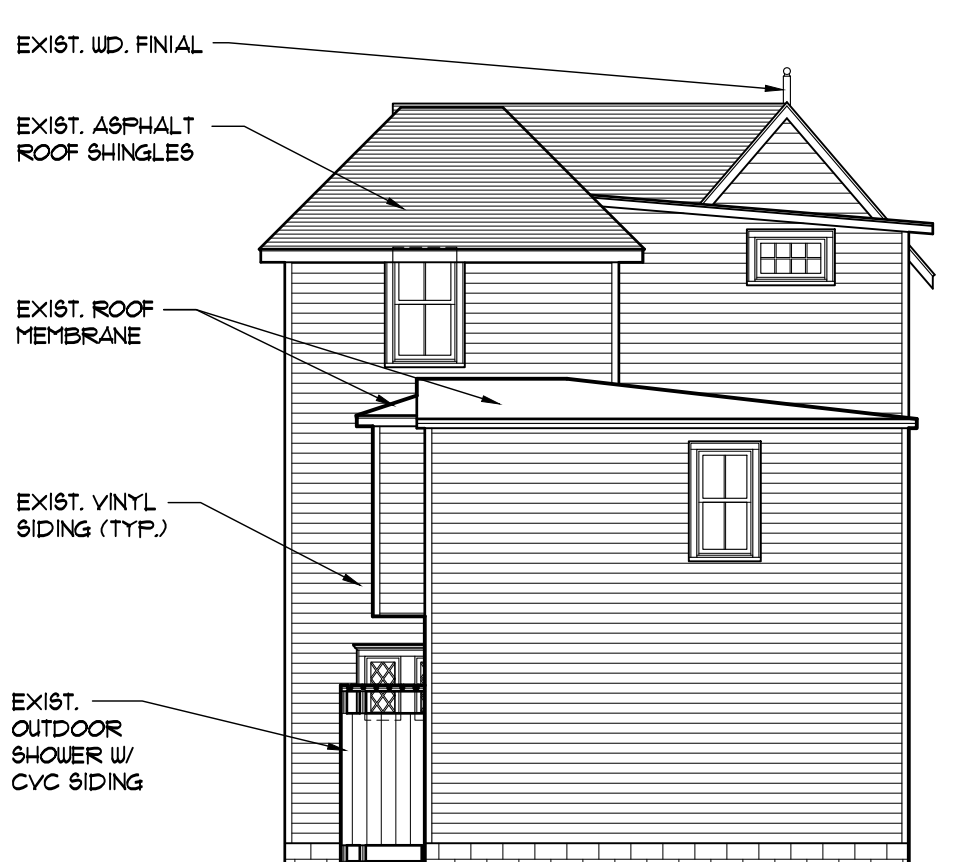 EXIST. WD. FINIAL
EXIST. ASPHALT
ROOF SHINGLES
EXIST. ROOF
MEMBRANE
EXIST. VINYL
SIDING (TYP.)
EXIST.
OUTDOOR
SHOWER W/
CVC SIDING